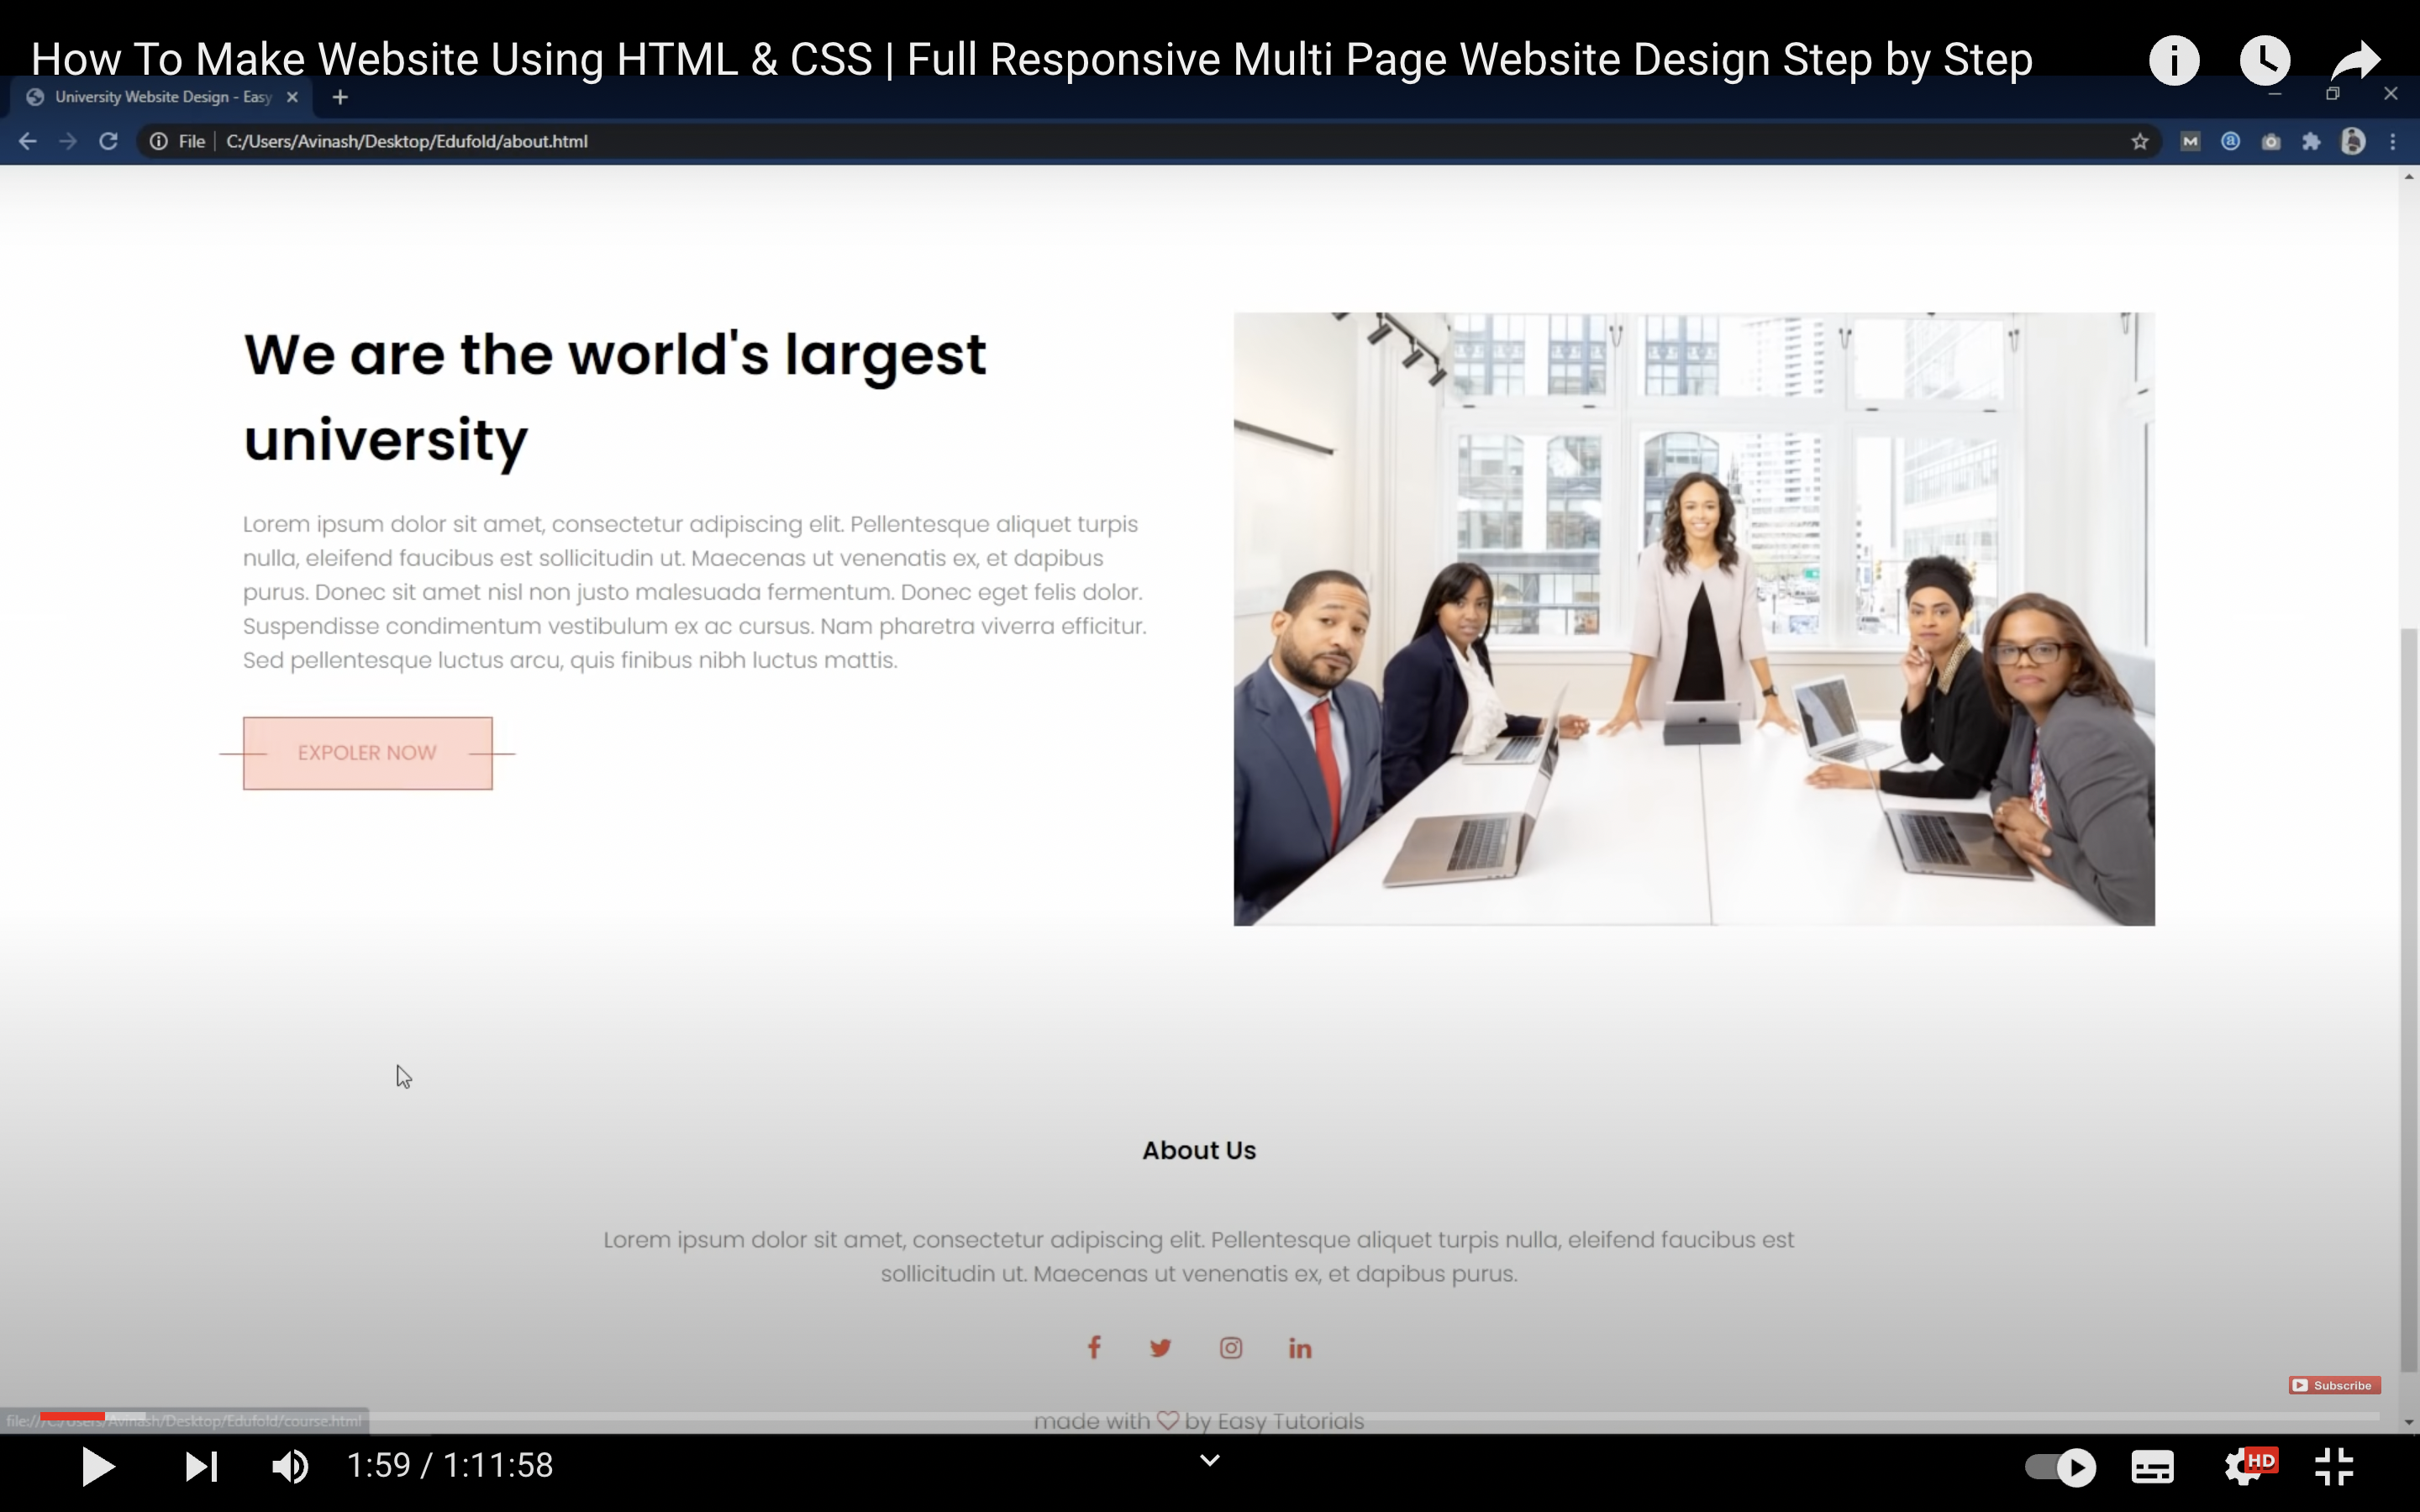 How To Make Website Using HTML & CSS | Full Responsive Multi Page Website Design Step by Step
University Website Design - Easy
File | C:/Users/Avinash/Desktop/Edufold/about.html
We are the world's largest
university
Lorem ipsum dolor sit amet, consectetur adipiscing elit. Pellentesque aliquet turpis
nulla, eleifend faucibus est sollicitudin ut. Maecenas ut venenatis ex, et dapibus
purus. Donec sit amet nisl non justo malesuada fermentum. Donec eget felis dolor.
Suspendisse condimentum vestibulum ex ac cursus. Nam pharetra viverra efficitur.
Sed pellentesque luctus arcu, quis finibus nibh luctus mattis.
EXPOLER NOW
About Us
Lorem ipsum dolor sit amet, consectetur adipiscing elit. Pellentesque aliquet turpis nulla, eleifend faucibus est
sollicitudin ut. Maecenas ut venenatis ex, et dapibus purus.
Subscribe
file:///C:/Users/Avinash/Desktop/Edufold/course.html
made with ♡ by Easy Tutorials
1:59 / 1:11:58
HD